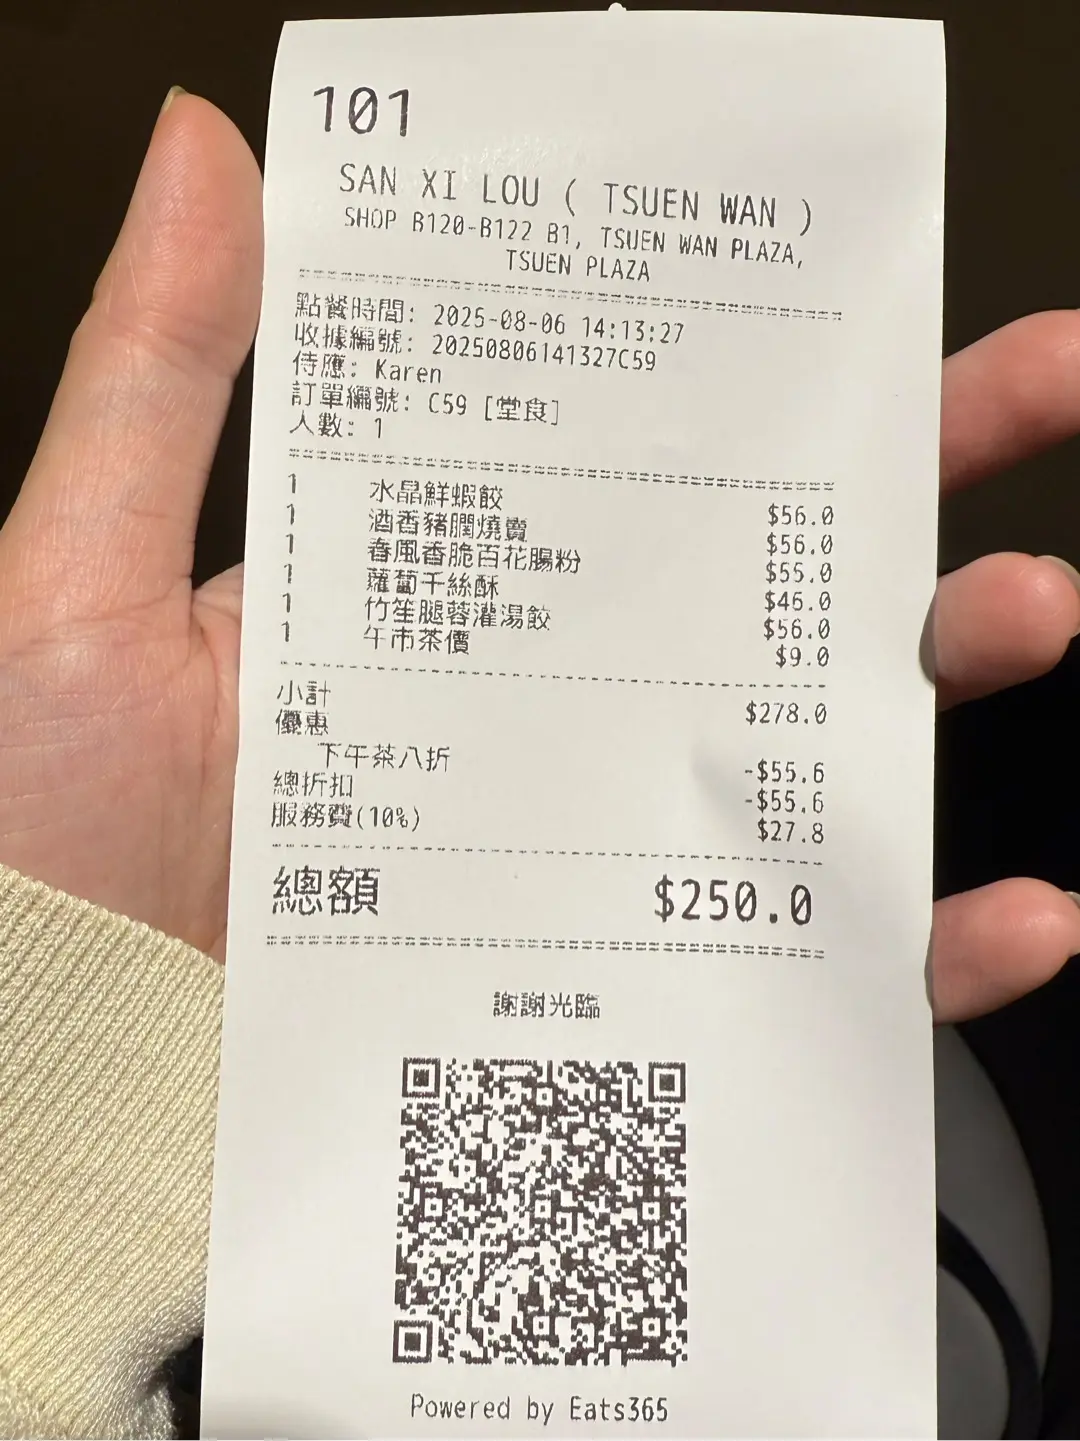 101
SAN XI LOU ( TSUEN WAN )
SHOP B120-B122 B1, TSUEN WAN PLAZA,
TSUEN PLAZA
點餐時間: 2025-08-06 14:13:27
收據編號: 20250806141327C59
侍應: Karen
訂單編號: C59 [堂食]
人數: 1
1 水晶鮮蝦餃 $56.0
1 酒香豬膶燒賣 $56.0
1 春風香脆百花腸粉 $55.0
1 蘿蔔千絲酥 $46.0
1 竹笙腿蓉灌湯餃 $56.0
1 午市茶價 $9.0
小計 $278.0
優惠
下午茶八折 -$55.6
總折扣 -$55.6
服務費(10%) $27.8
總額 $250.0
謝謝光臨
Powered by Eats365